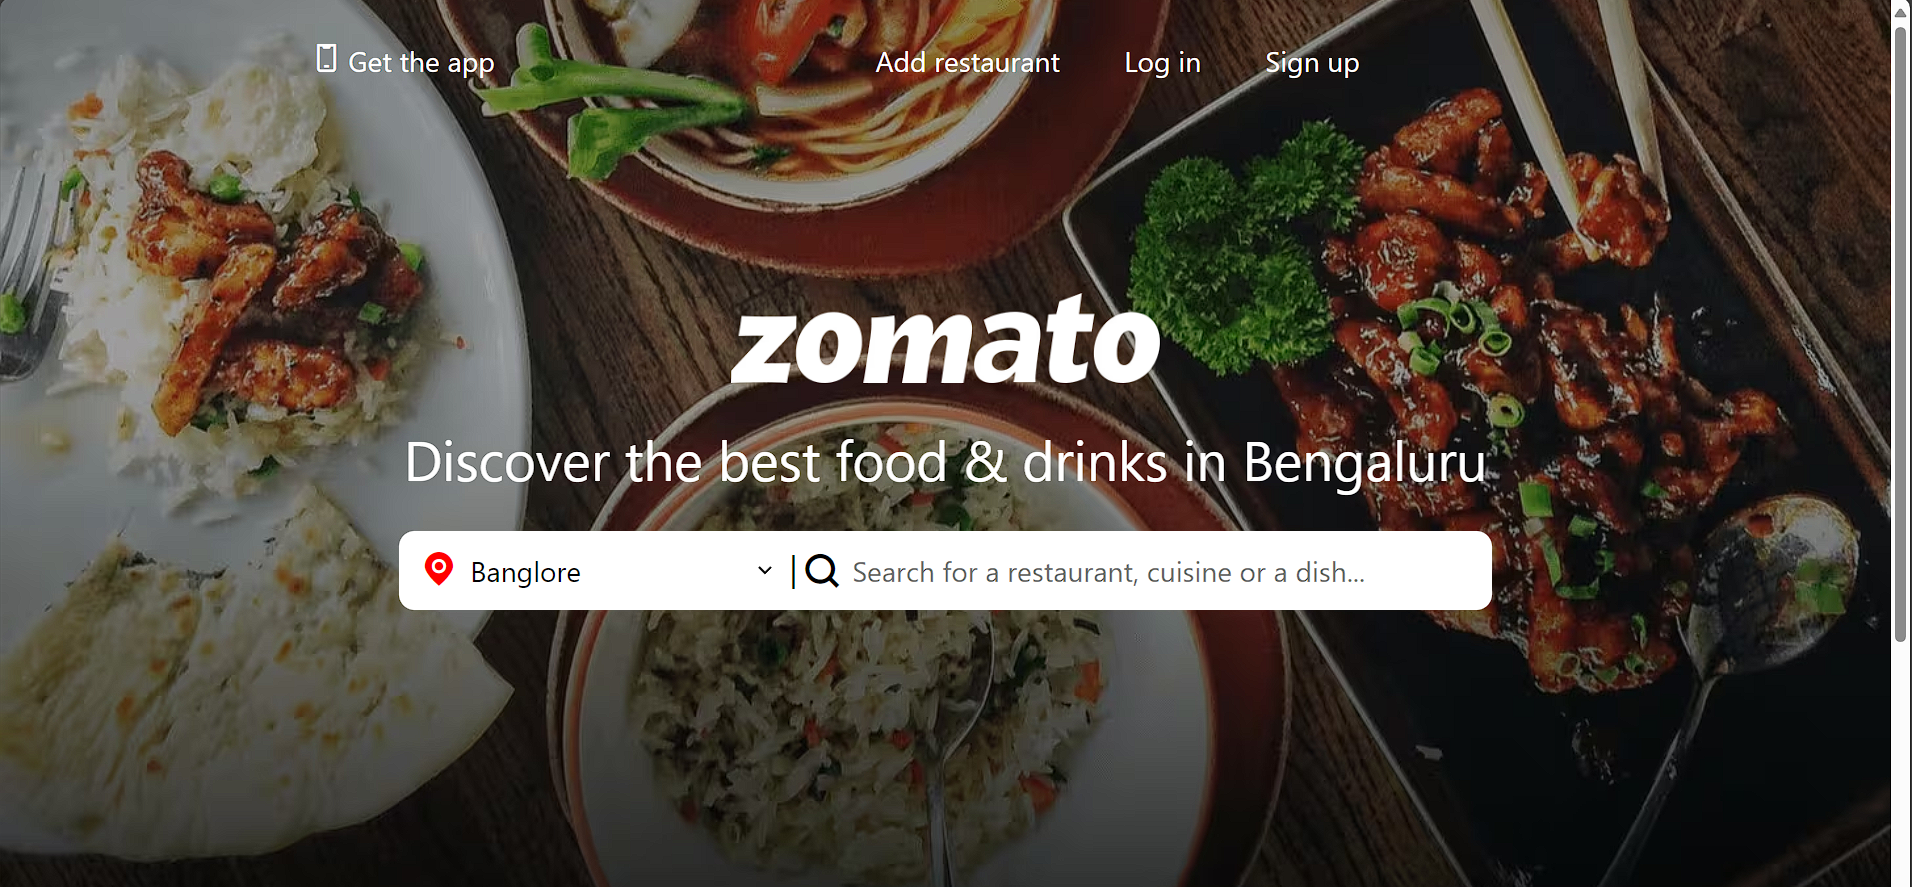 Get the app
Add restaurant
Log in
Sign up
zomato
Discover the best food & drinks in Bengaluru
Banglore
Search for a restaurant, cuisine or a dish...